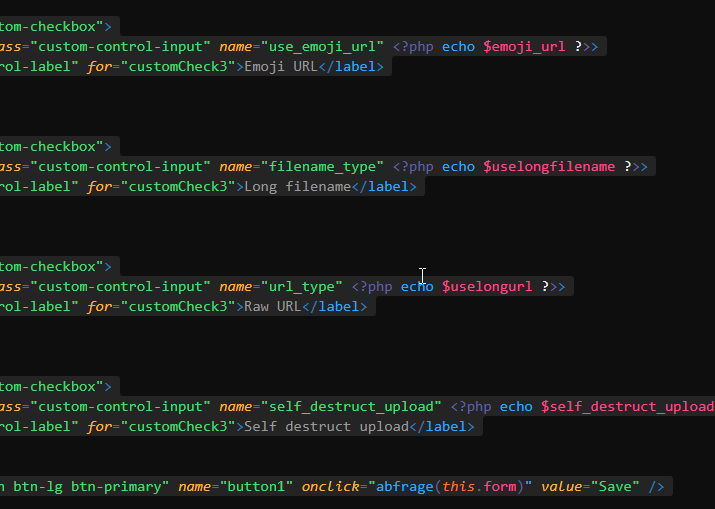 tom-checkbox">
ass="custom-control-input" name="use_emoji_url" <?php echo $emoji_url ?>>
rol-label" for="customCheck3">Emoji URL</label>
tom-checkbox">
ass="custom-control-input" name="filename_type" <?php echo $uselongfilename ?>>
rol-label" for="customCheck3">Long filename</label>
tom-checkbox">
ass="custom-control-input" name="url_type" <?php echo $uselongurl ?>>
rol-label" for="customCheck3">Raw URL</label>
tom-checkbox">
ass="custom-control-input" name="self_destruct_upload" <?php echo $self_destruct_upload
rol-label" for="customCheck3">Self destruct upload</label>
n btn-lg btn-primary" name="button1" onclick="abfrage(this.form)" value="Save" />